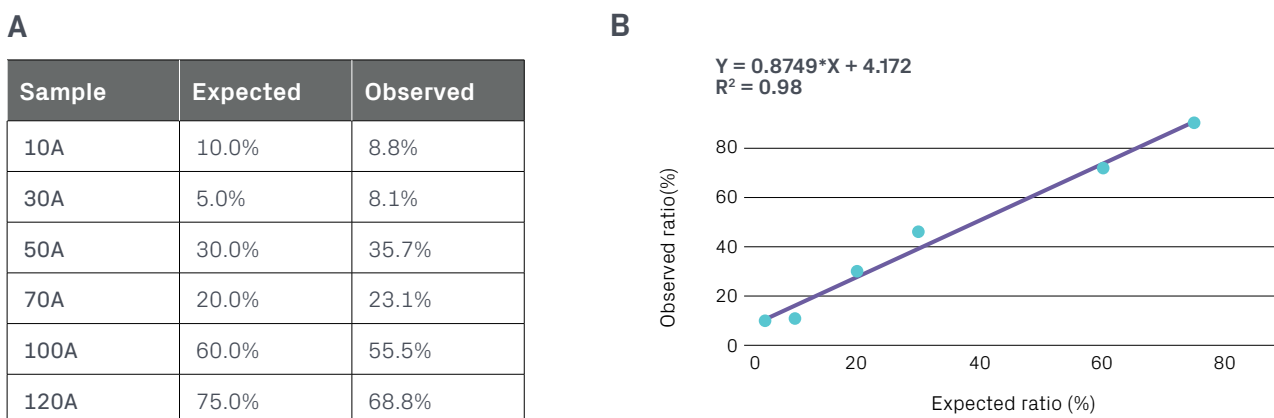 A
Sample Expected Observed
10A 10.0% 8.8%
30A 5.0% 8.1%
50A 30.0% 35.7%
70A 20.0% 23.1%
100A 60.0% 55.5%
120A 75.0% 68.8%
B
Y = 0.8749*X + 4.172
R² = 0.98
Observed ratio(%)
80
60
40
20
0
0 20 40 60 80
Expected ratio (%)